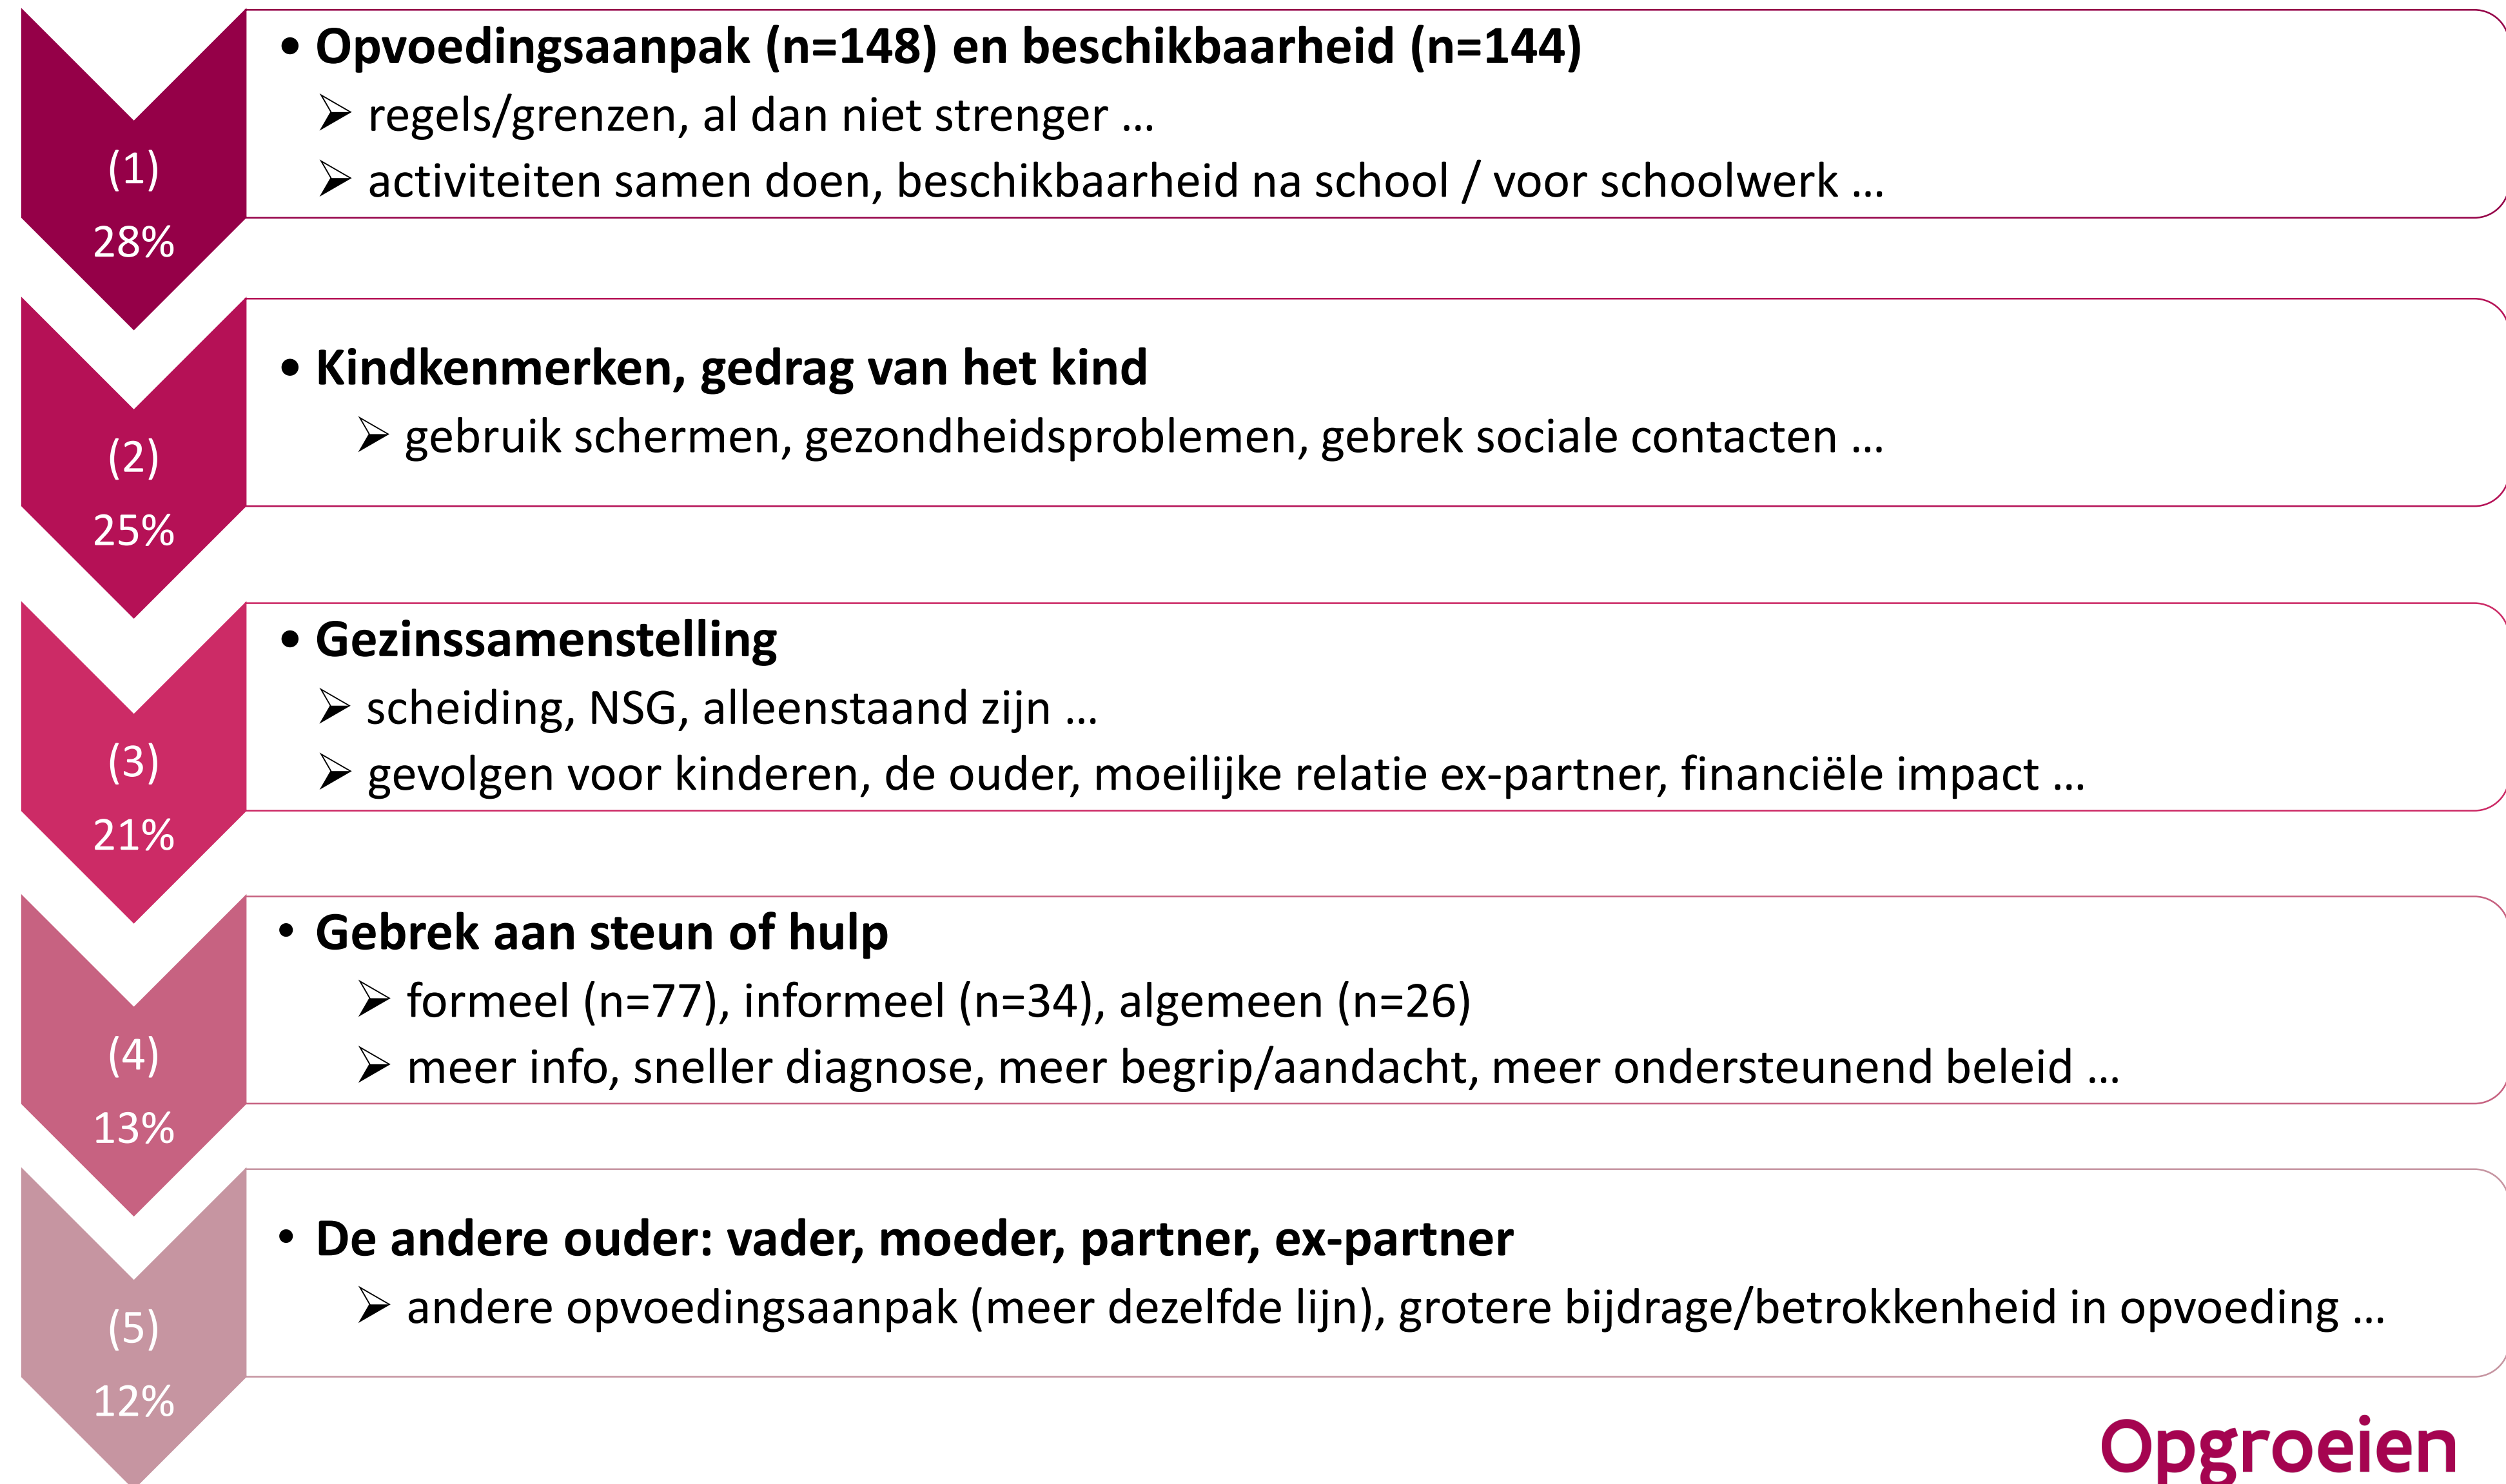 • Opvoedingsaanpak (n=148) en beschikbaarheid (n=144)
➢ regels/grenzen, al dan niet strenger …
➢ activiteiten samen doen, beschikbaarheid na school / voor schoolwerk …
(1)
28%
• Kindkenmerken, gedrag van het kind
➢ gebruik schermen, gezondheidsproblemen, gebrek sociale contacten …
(2)
25%
• Gezinssamenstelling
➢ scheiding, NSG, alleenstaand zijn …
➢ gevolgen voor kinderen, de ouder, moeilijke relatie ex-partner, financiële impact …
(3)
21%
• Gebrek aan steun of hulp
➢ formeel (n=77), informeel (n=34), algemeen (n=26)
➢ meer info, sneller diagnose, meer begrip/aandacht, meer ondersteunend beleid …
(4)
13%
• De andere ouder: vader, moeder, partner, ex-partner
➢ andere opvoedingsaanpak (meer dezelfde lijn), grotere bijdrage/betrokkenheid in opvoeding …
(5)
12%
Opgroeien